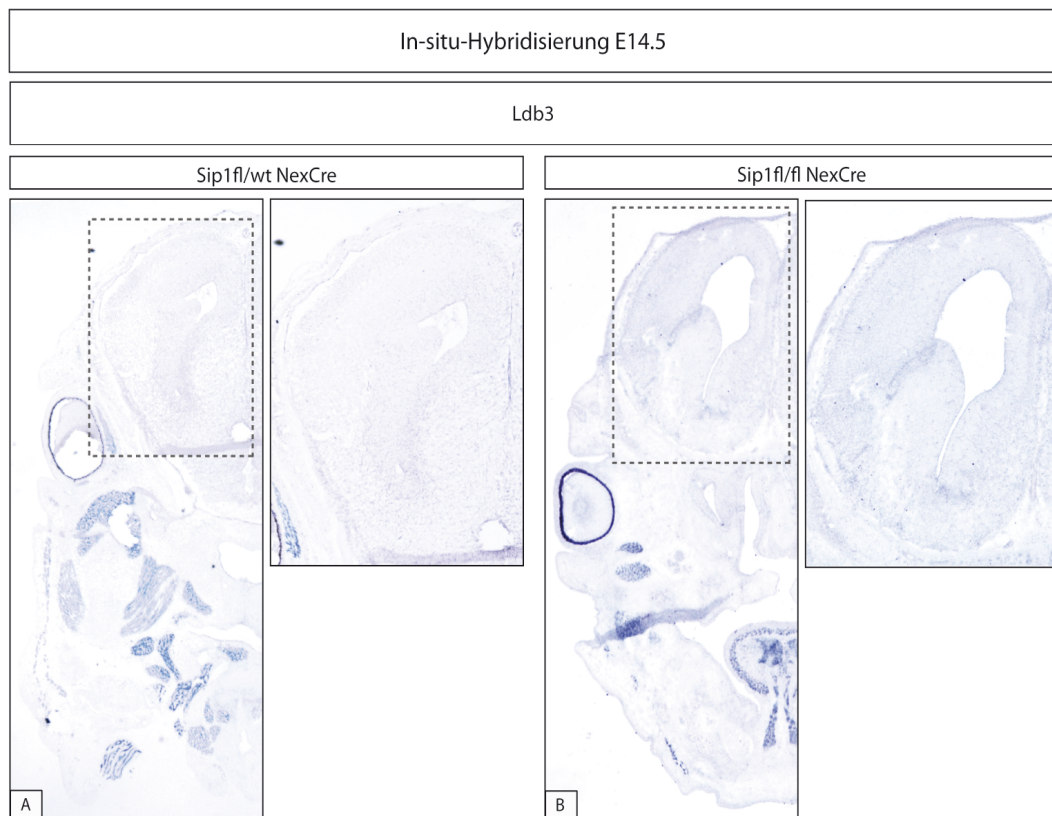 In-situ-Hybridisierung E14.5
Ldb3
Sip1fl/wt NexCre
Sip1fl/fl NexCre
A
B